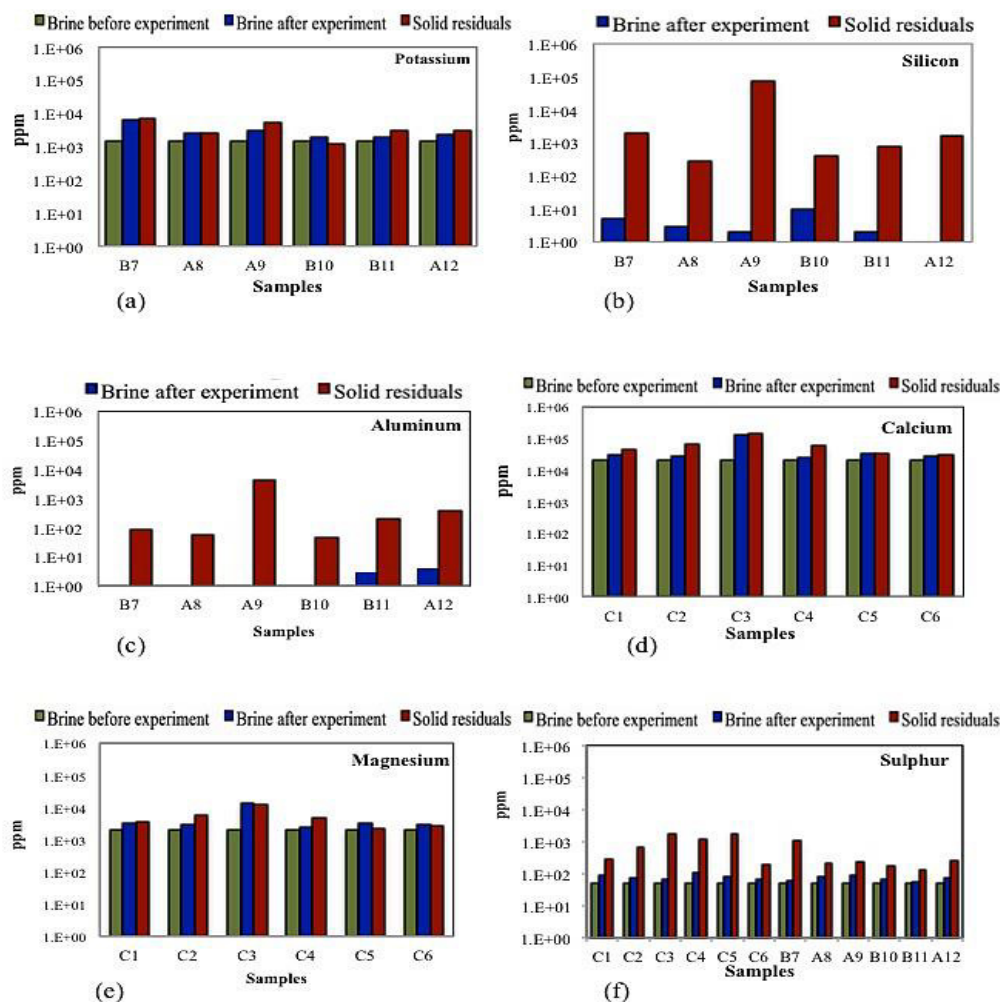 Brine before experiment Brine after experiment Solid residuals
Potassium
1.E+06
1.E+05
1.E+04
1.E+03
1.E+02
1.E+01
1.E+00
ppm
B7 A8 A9 B10 B11 A12
Samples
(a)
Brine after experiment Solid residuals
Silicon
1.E+06
1.E+05
1.E+04
1.E+03
1.E+02
1.E+01
1.E+00
ppm
B7 A8 A9 B10 B11 A12
Samples
(b)
Brine after experiment Solid residuals
Aluminum
1.E+06
1.E+05
1.E+04
1.E+03
1.E+02
1.E+01
1.E+00
ppm
B7 A8 A9 B10 B11 A12
Samples
(c)
Brine before experiment Brine after experiment Solid residuals
Calcium
1.E+06
1.E+05
1.E+04
1.E+03
1.E+02
1.E+01
1.E+00
ppm
C1 C2 C3 C4 C5 C6
Samples
(d)
Brine before experiment Brine after experiment Solid residuals
Magnesium
1.E+06
1.E+05
1.E+04
1.E+03
1.E+02
1.E+01
1.E+00
ppm
C1 C2 C3 C4 C5 C6
Samples
(e)
Brine before experiment Brine after experiment Solid residuals
Sulphur
1.E+06
1.E+05
1.E+04
1.E+03
1.E+02
1.E+01
1.E+00
ppm
C1 C2 C3 C4 C5 C6 B7 A8 A9 B10 B11 A12
Samples
(f)